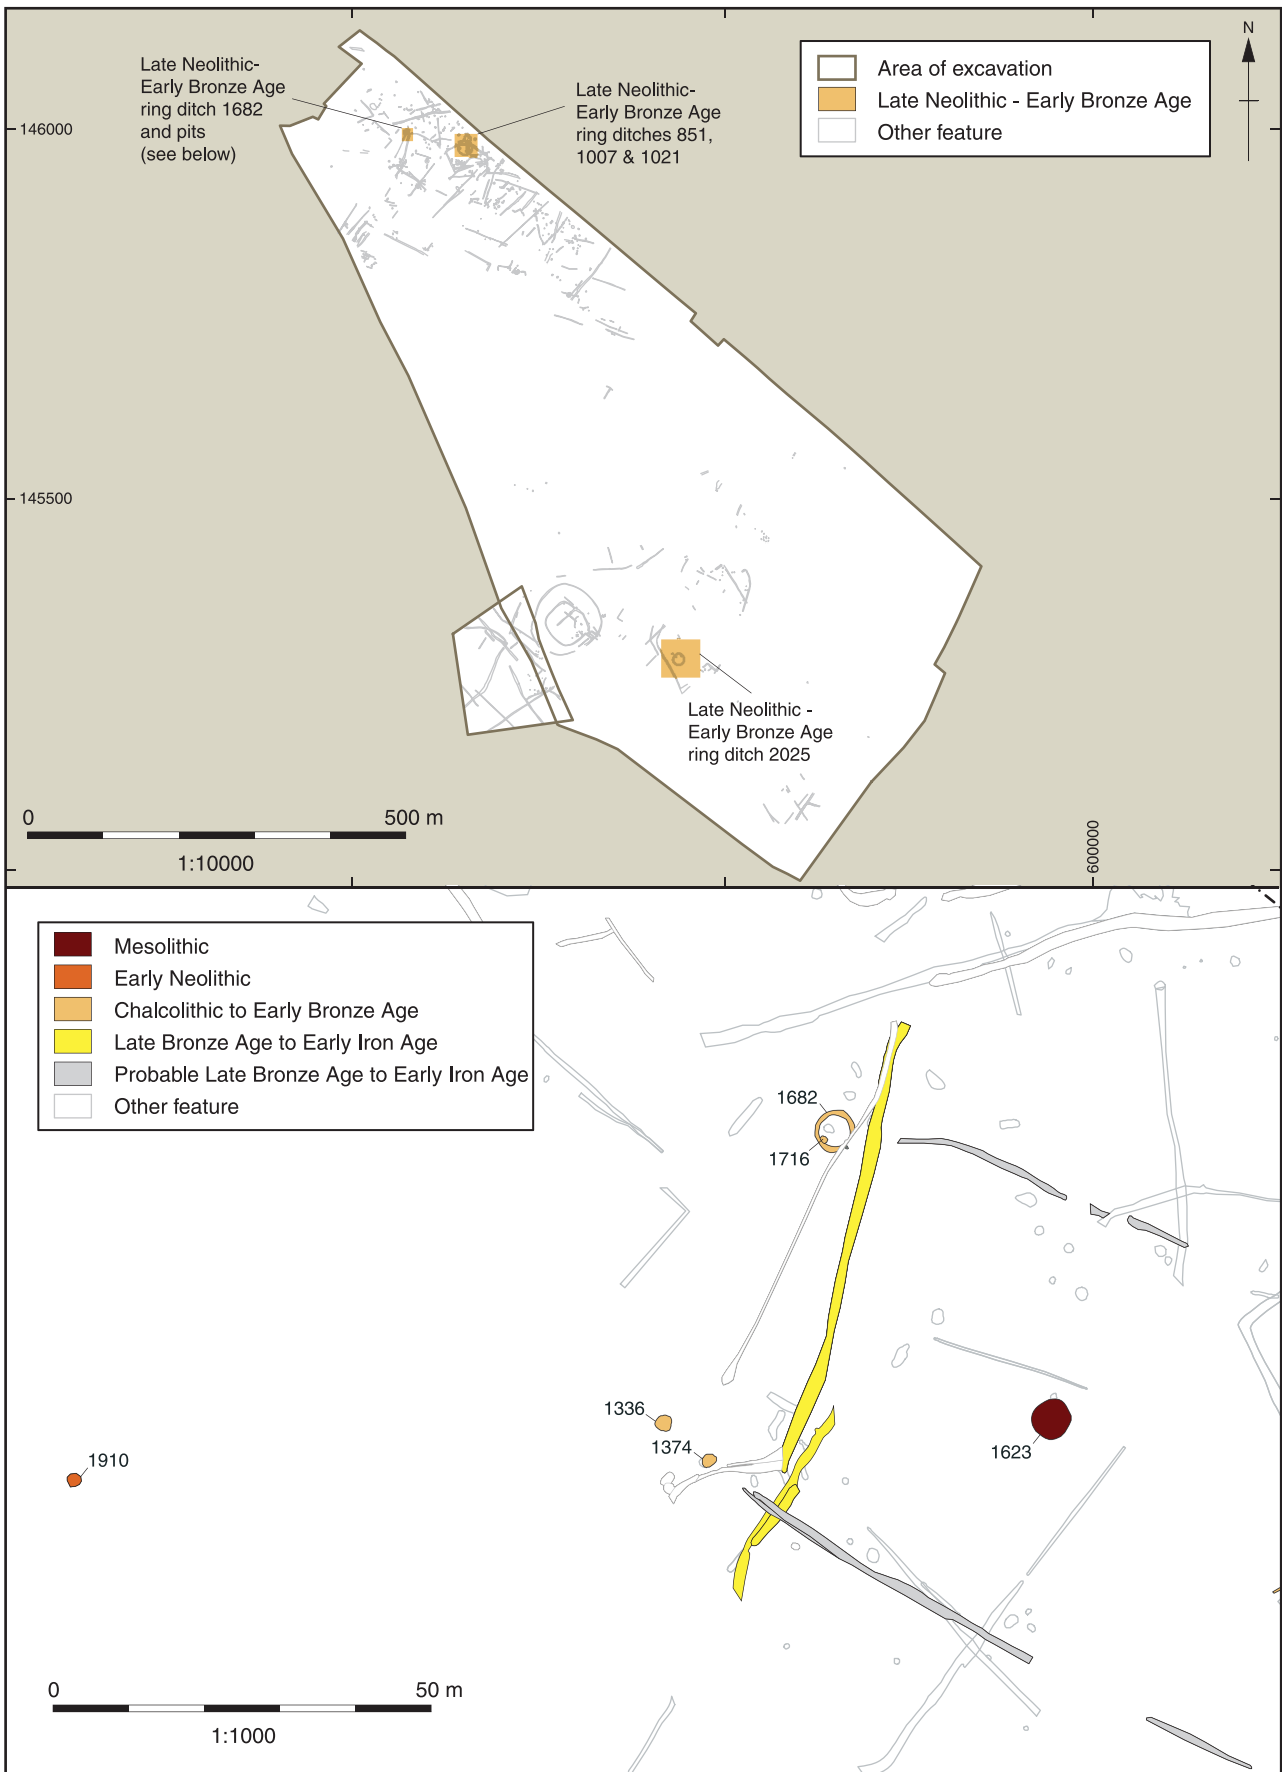 Late Neolithic-
Early Bronze Age
ring ditch 1682
and pits
(see below)
Late Neolithic-
Early Bronze Age
ring ditches 851,
1007 & 1021
Area of excavation
Late Neolithic - Early Bronze Age
Other feature
N
146000
145500
Late Neolithic -
Early Bronze Age
ring ditch 2025
0 500 m
1:10000
600000
Mesolithic
Early Neolithic
Chalcolithic to Early Bronze Age
Late Bronze Age to Early Iron Age
Probable Late Bronze Age to Early Iron Age
Other feature
1682
1716
1336
1374
1910
1623
0 50 m
1:1000